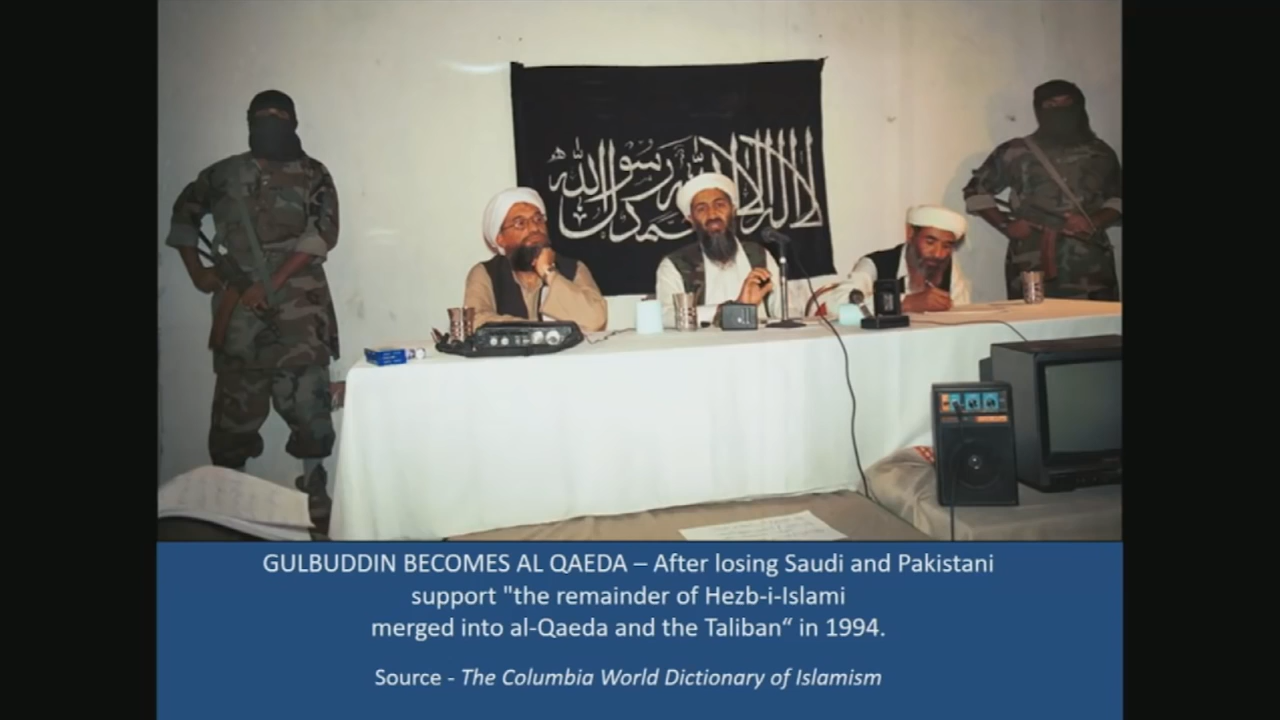 لا إله إلا الله محمد رسول الله
GULBUDDIN BECOMES AL QAEDA – After losing Saudi and Pakistani
support "the remainder of Hezb-i-Islami
merged into al-Qaeda and the Taliban“ in 1994.
Source - The Columbia World Dictionary of Islamism